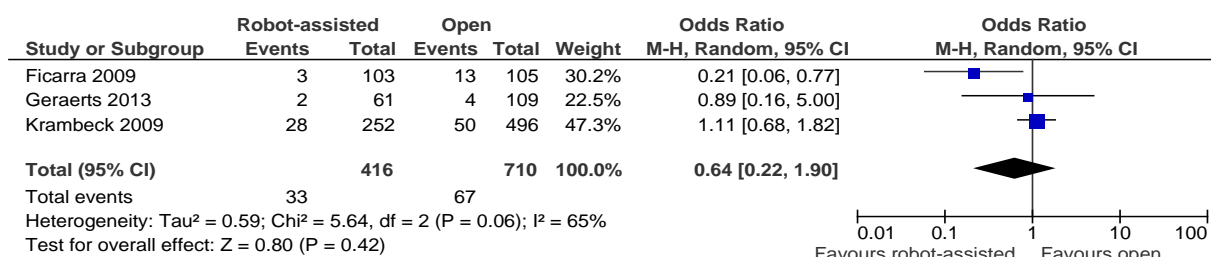 Robot-assisted Open Odds Ratio Odds Ratio
Study or Subgroup Events Total Events Total Weight M-H, Random, 95% CI M-H, Random, 95% CI
Ficarra 2009 3 103 13 105 30.2% 0.21 [0.06, 0.77]
Geraerts 2013 2 61 4 109 22.5% 0.89 [0.16, 5.00]
Krambeck 2009 28 252 50 496 47.3% 1.11 [0.68, 1.82]
Total (95% CI) 416 710 100.0% 0.64 [0.22, 1.90]
Total events 33 67
Heterogeneity: Tau² = 0.59; Chi² = 5.64, df = 2 (P = 0.06); I² = 65%
Test for overall effect: Z = 0.80 (P = 0.42)
0.01 0.1 1 10 100
Favours robot-assisted Favours open